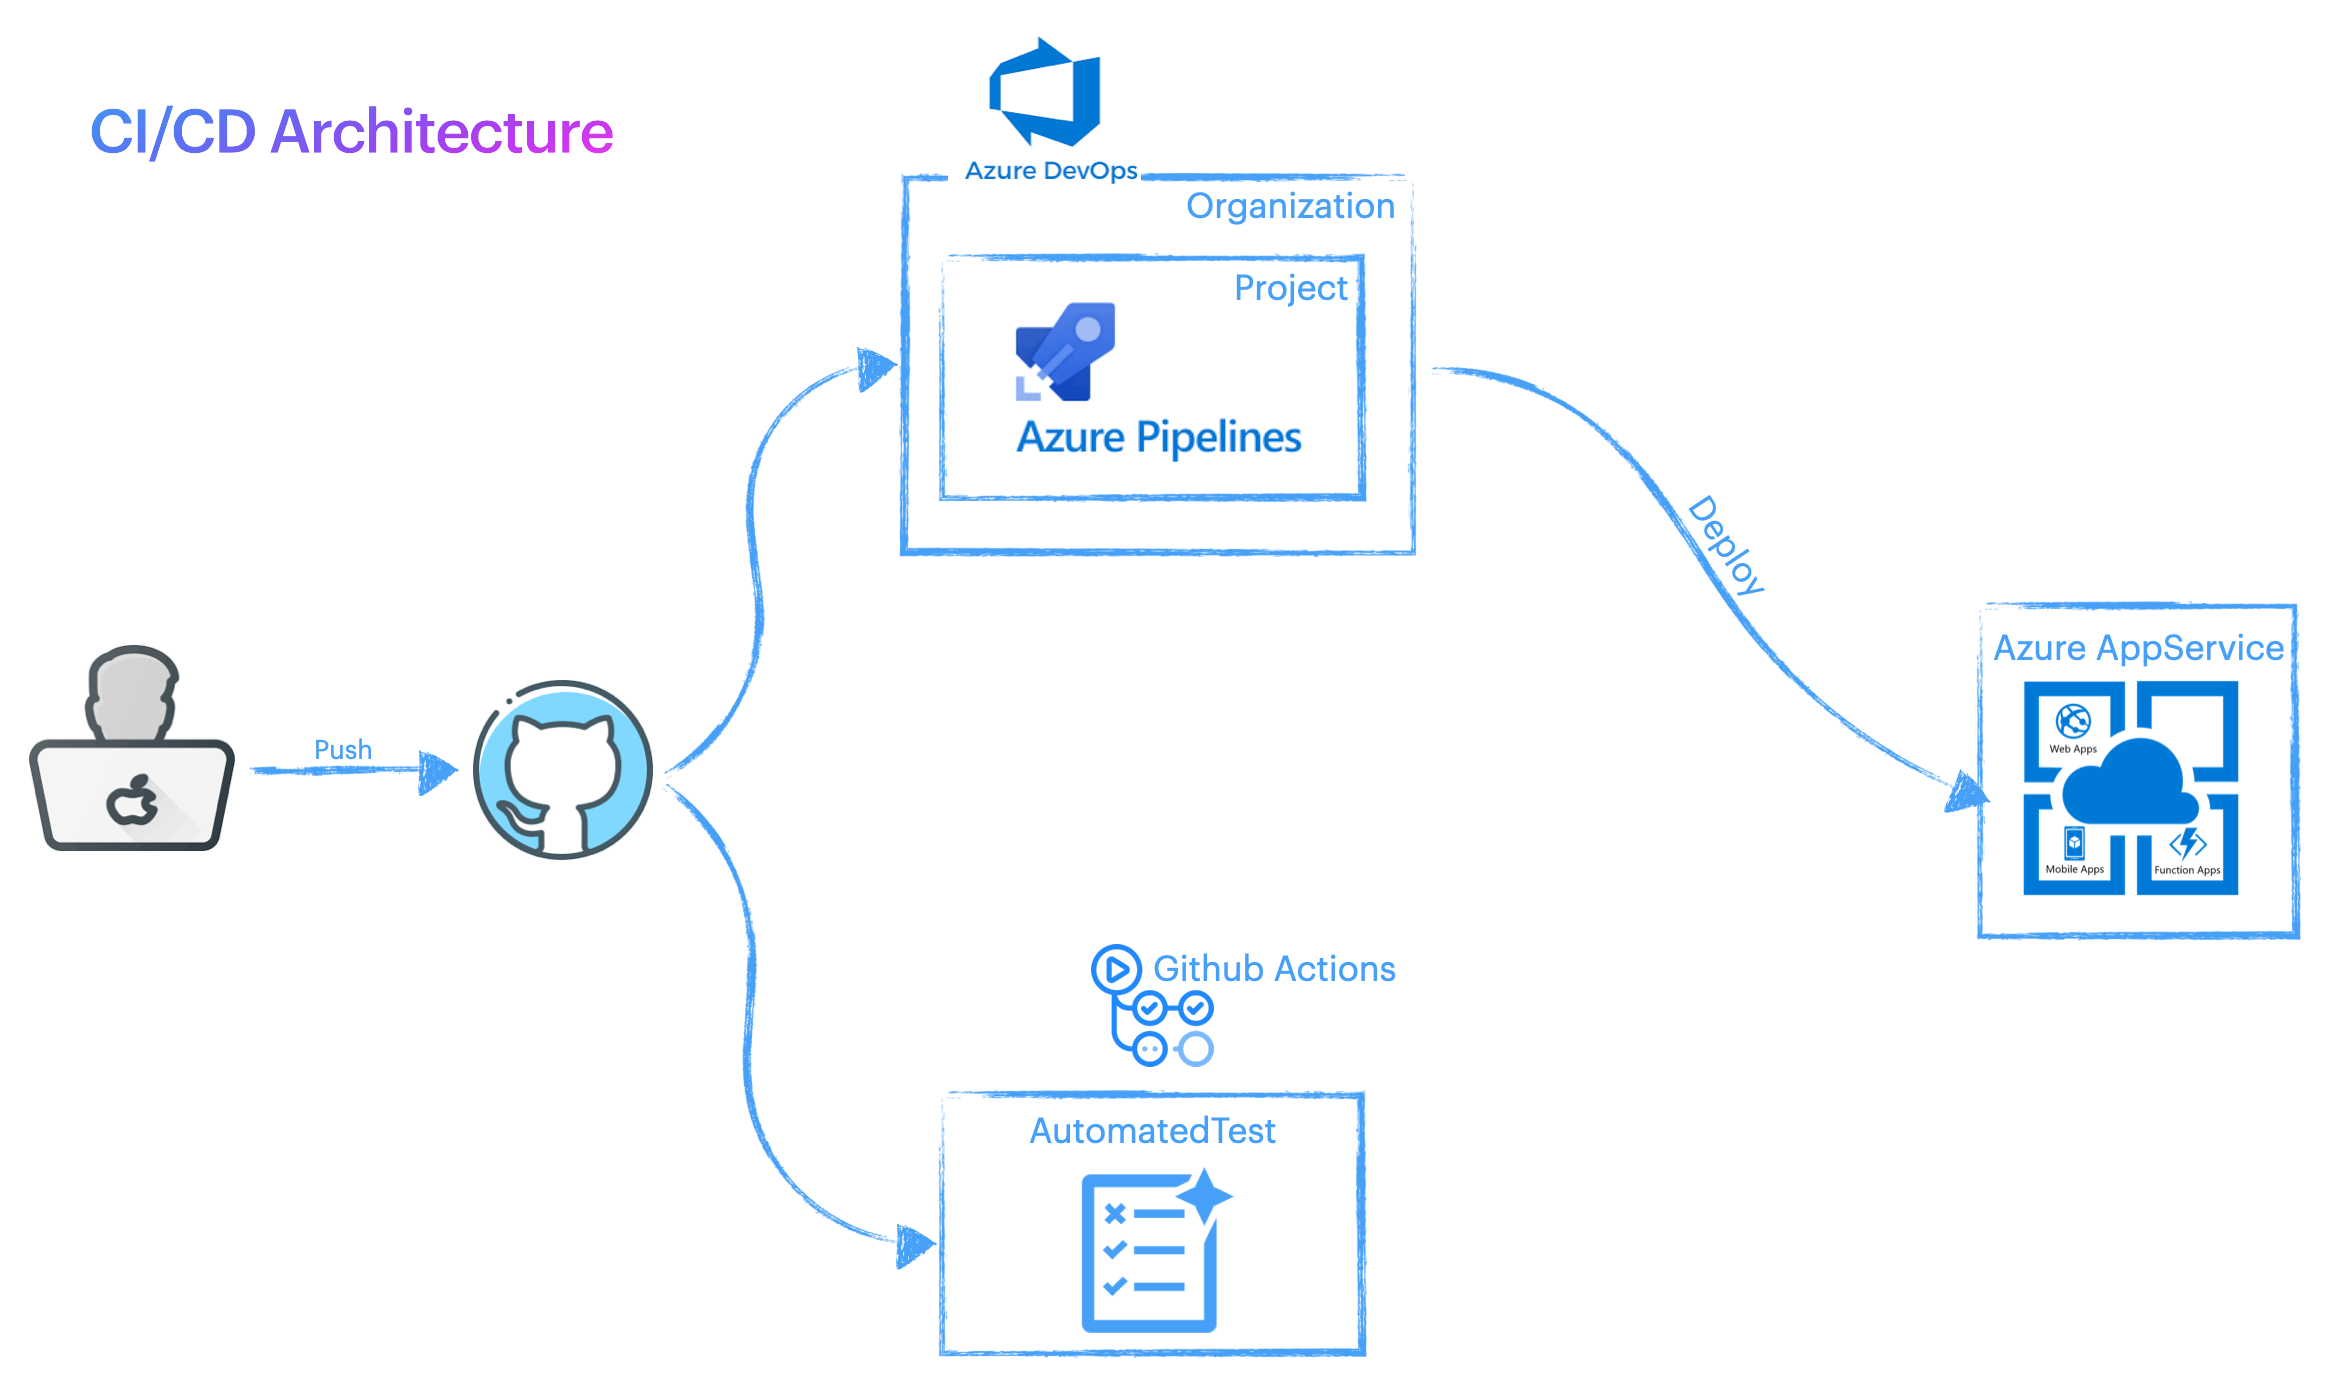 CI/CD Architecture
Azure DevOps
Organization
Project
Azure Pipelines
Deploy
Push
Azure AppService
Web Apps
Mobile Apps
Function Apps
Github Actions
AutomatedTest